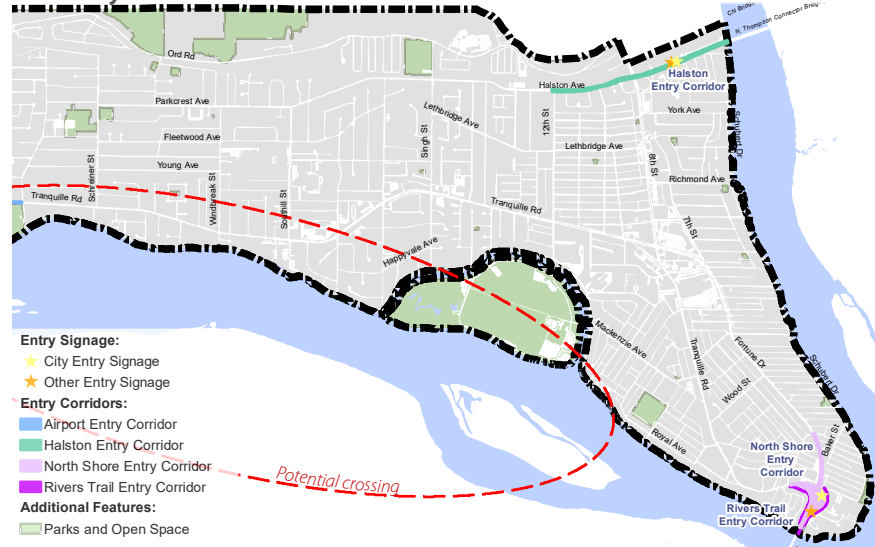 CN Bridge
N. Thompson Connector Bridge
Ord Rd
Halston Ave
Halston
Entry Corridor
Parkcrest Ave
Lethbridge Ave
York Ave
12th St
Schubert Dr
Fleetwood Ave
Singh St
Lethbridge Ave
8th St
Young Ave
Schreiner St
Richmond Ave
Windbreak St
Southill St
Tranquille Rd
Tranquille Rd
7th St
Happyvale Ave
Mackenzie Ave
Tranquille Rd
Fortune Dr
Schubert Dr
Wood St
Royal Ave
Baker St
North Shore
Entry
Corridor
Rivers Trail
Entry Corridor
Potential crossing
Entry Signage:
City Entry Signage
Other Entry Signage
Entry Corridors:
Airport Entry Corridor
Halston Entry Corridor
North Shore Entry Corridor
Rivers Trail Entry Corridor
Additional Features:
Parks and Open Space